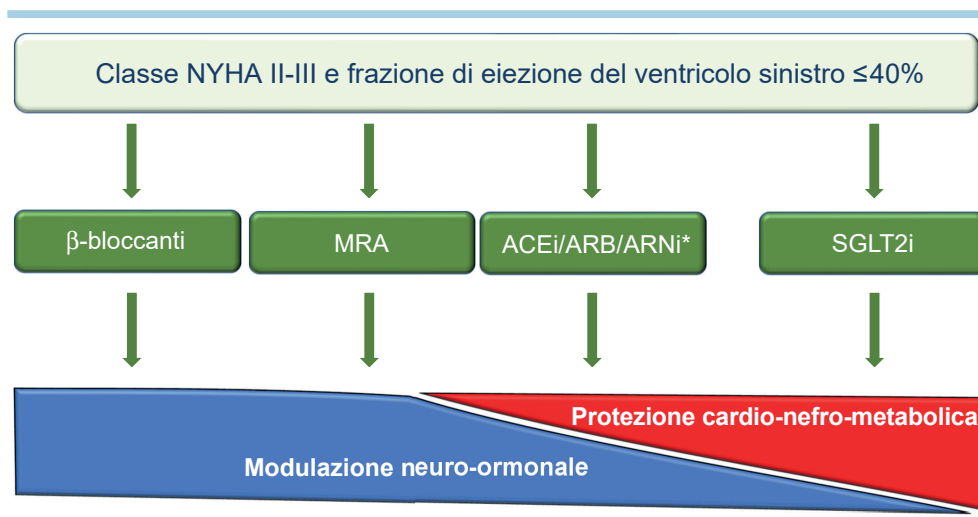 Classe NYHA II-III e frazione di eiezione del ventricolo sinistro ≤40%
β-bloccanti
MRA
ACEi/ARB/ARNi*
SGLT2i
Protezione cardio-nefro-metabolica
Modulazione neuro-ormonale